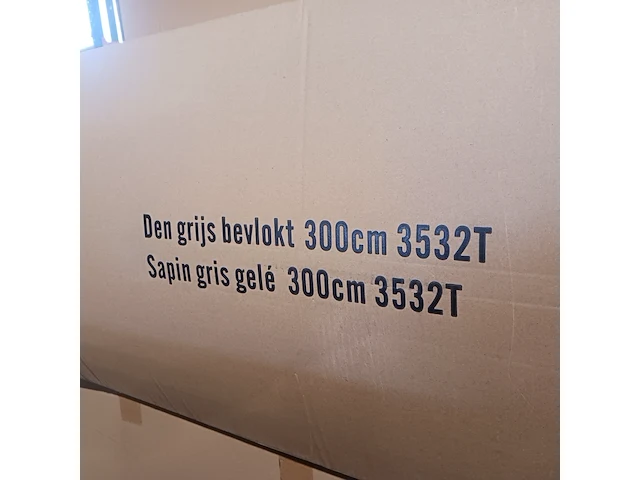 Den grijs bevlokt 300cm 3532T
Sapin gris gelé 300cm 3532T